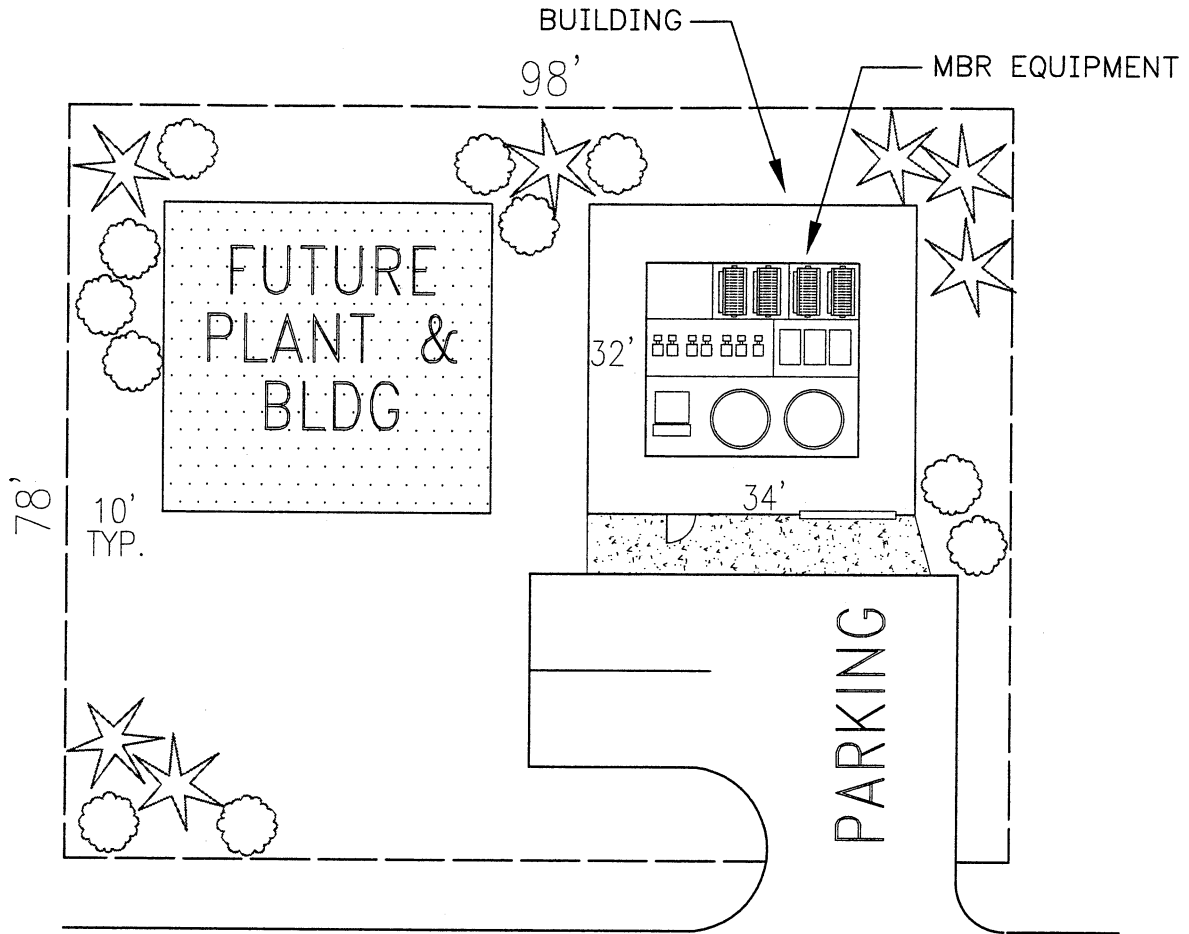 BUILDING
MBR EQUIPMENT
98'
FUTURE
PLANT &
BLDG
32'
34'
78'
10'
TYP.
PARKING